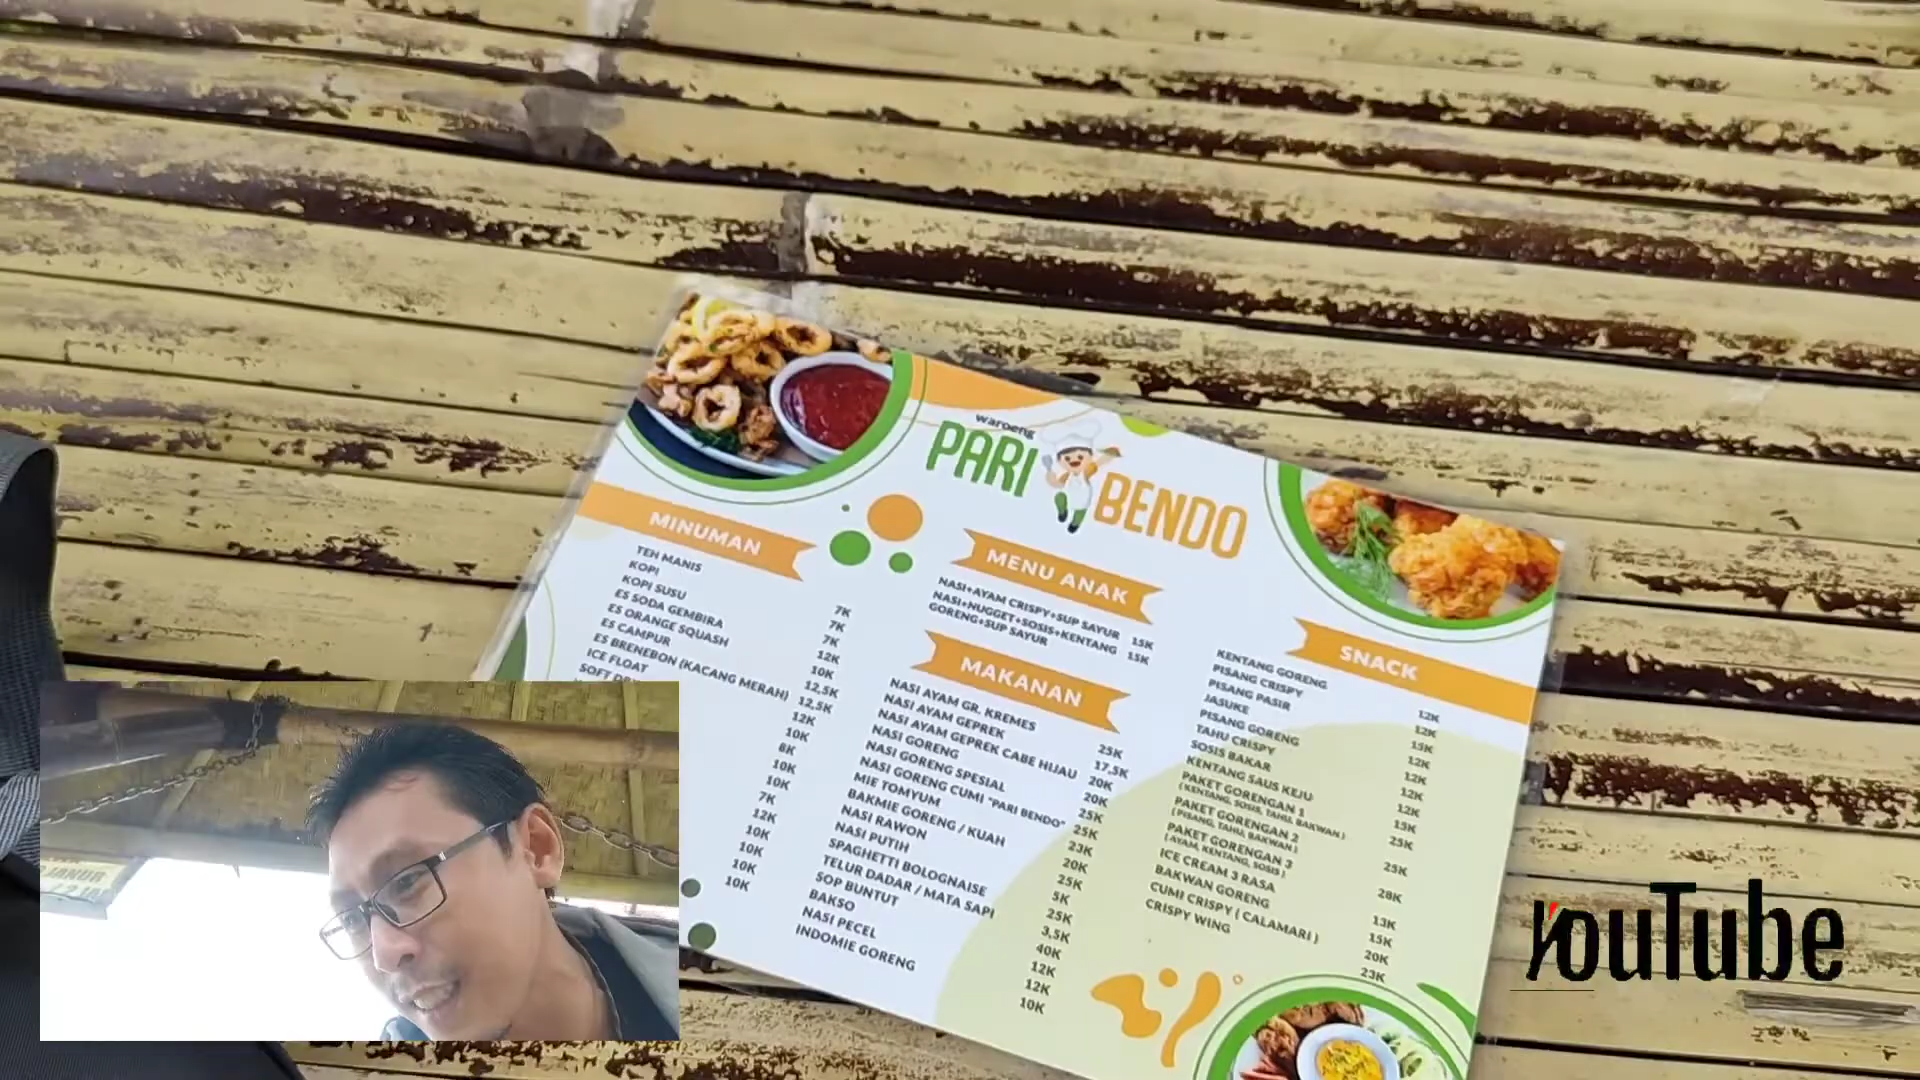 waroeng
PARI BENDO
MINUMAN
TEH MANIS 7K
KOPI 7K
KOPI SUSU 7K
ES SODA GEMBIRA 12K
ES ORANGE SQUASH 10K
ES CAMPUR 12,5K
ES BRENEBON (KACANG MERAH) 12,5K
ICE FLOAT 12K
SOFT 10K
8K
10K
7K
12K
10K
10K
10K
10K
MENU ANAK
NASI+AYAM CRISPY+SUP SAYUR 15K
NASI+NUGGET+SOSIS+KENTANG 15K
GORENG+SUP SAYUR
MAKANAN
NASI AYAM GR. KREMES 25K
NASI AYAM GEPREK 17,5K
NASI AYAM GEPREK CABE HIJAU 20K
NASI GORENG 20K
NASI GORENG SPESIAL 25K
NASI GORENG CUMI "PARI BENDO" 25K
MIE TOMYUM 23K
BAKMIE GORENG / KUAH 20K
NASI RAWON 25K
NASI PUTIH 5K
SPAGHETTI BOLOGNAISE 25K
TELUR DADAR / MATA SAPI 3,5K
SOP BUNTUT 40K
BAKSO 12K
NASI PECEL 12K
INDOMIE GORENG 10K
SNACK
KENTANG GORENG 12K
PISANG CRISPY 12K
PISANG PASIR 15K
JASUKE 12K
PISANG GORENG 12K
TAHU CRISPY 12K
SOSIS BAKAR 12K
KENTANG SAUS KEJU 15K
PAKET GORENGAN 1 25K
( KENTANG, SOSIS, TAHU, BAKWAN )
PAKET GORENGAN 2 25K
( PISANG, TAHU, BAKWAN )
PAKET GORENGAN 3 28K
( AYAM, KENTANG, SOSIS )
ICE CREAM 3 RASA 13K
BAKWAN GORENG 15K
CUMI CRISPY ( CALAMARI ) 20K
CRISPY WING 23K
YouTube